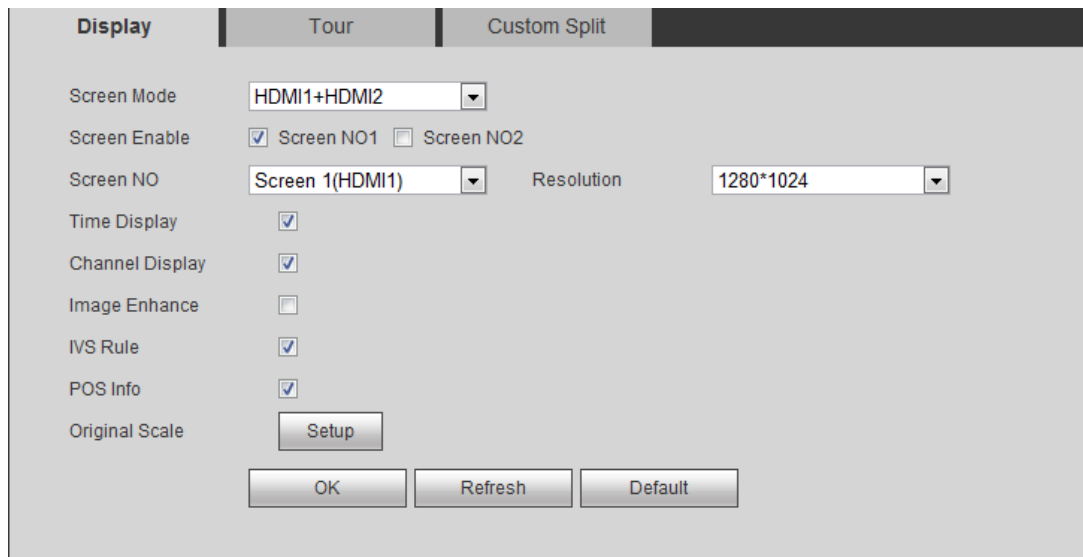 Display Tour Custom Split
Screen Mode HDMI1+HDMI2
Screen Enable Screen NO1 Screen NO2
Screen NO Screen 1(HDMI1) Resolution 1280*1024
Time Display
Channel Display
Image Enhance
IVS Rule
POS Info
Original Scale Setup
OK Refresh Default